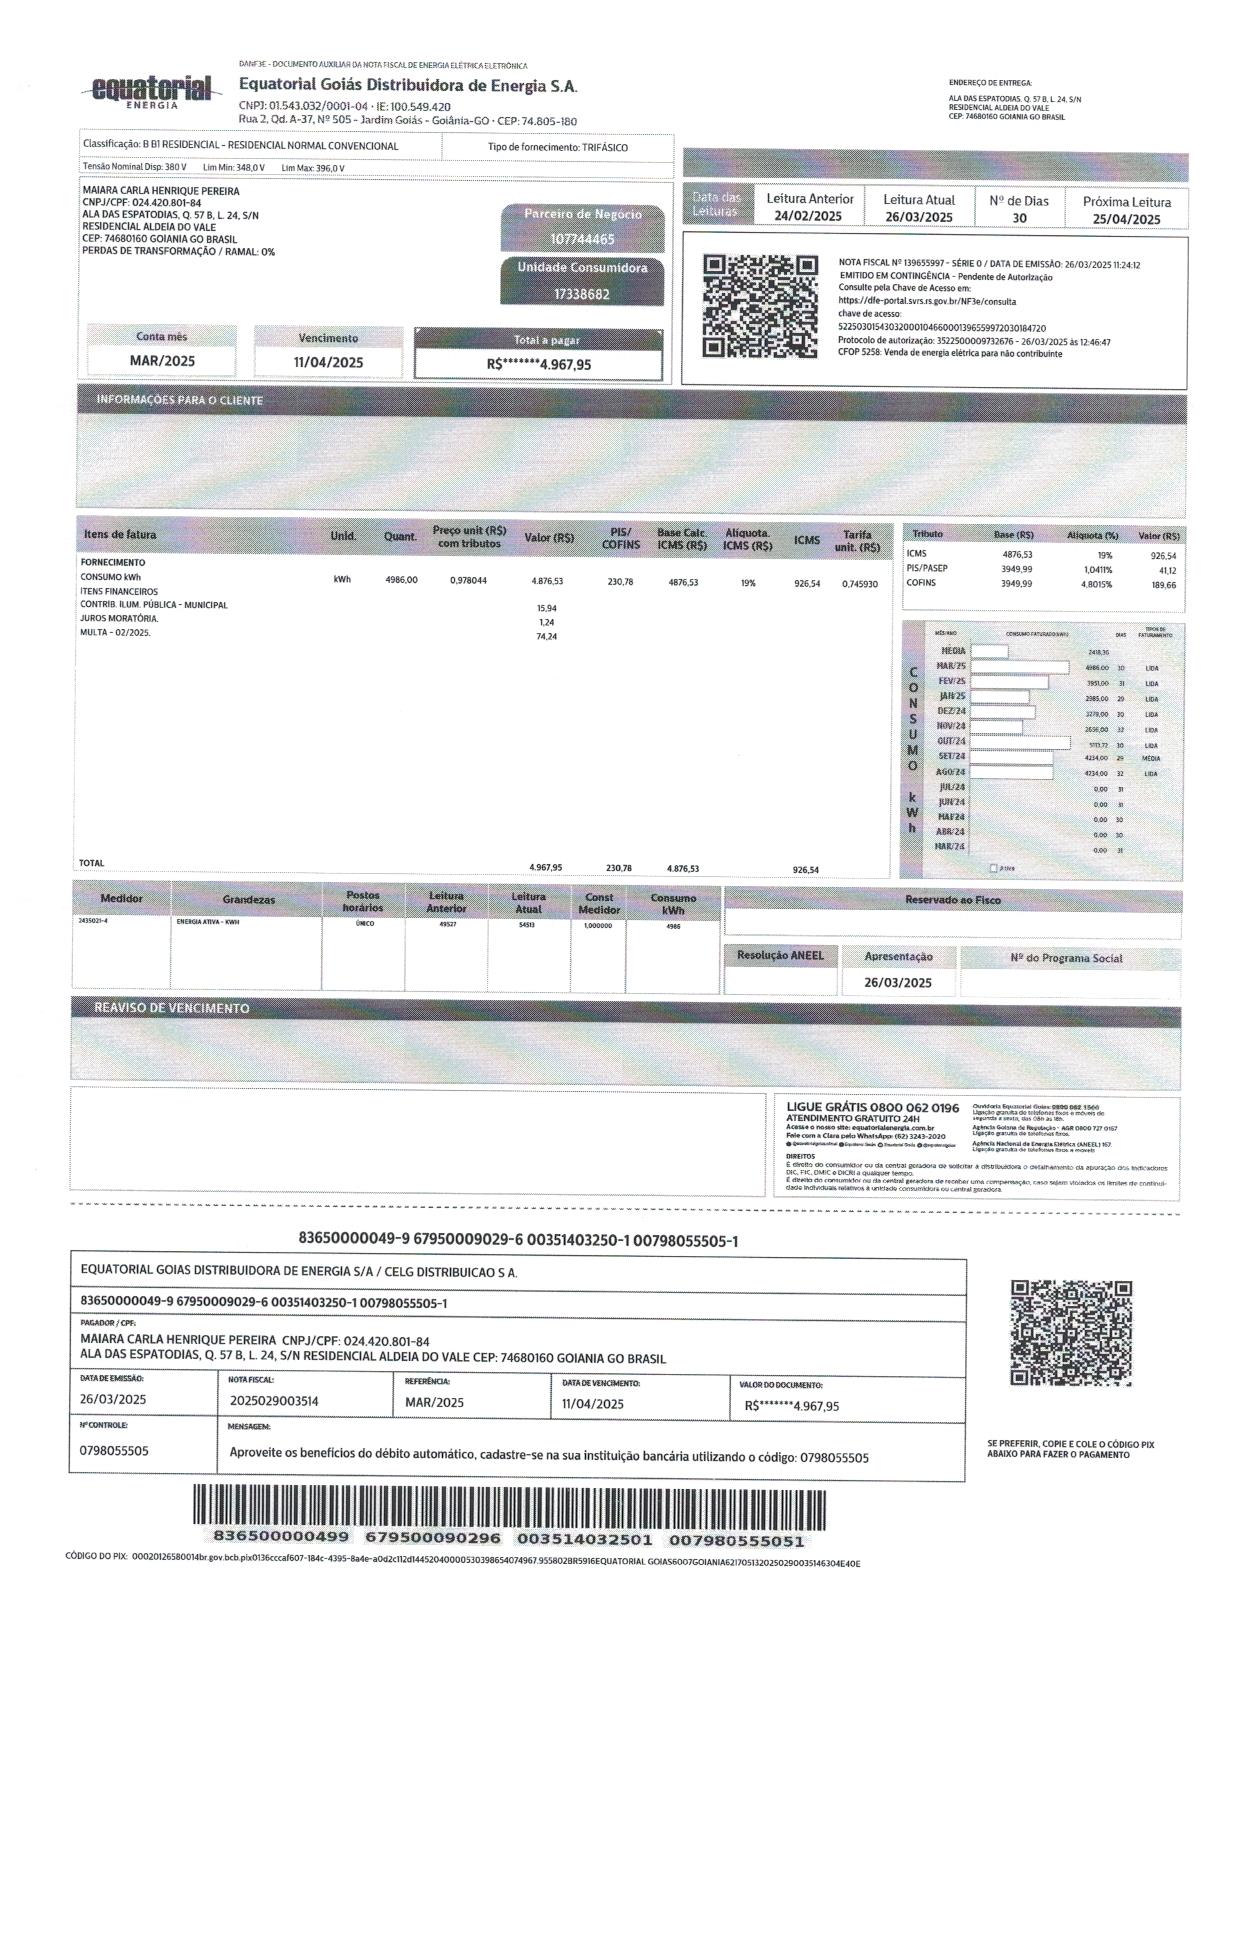 DANF3E - DOCUMENTO AUXILIAR DA NOTA FISCAL DE ENERGIA ELÉTRICA ELETRÔNICA
equatorial
ENERGIA
Equatorial Goiás Distribuidora de Energia S.A.
CNPJ: 01.543.032/0001-04 · IE: 100.549.420
Rua 2, Qd. A-37, Nº 505 - Jardim Goiás - Goiânia-GO · CEP: 74.805-180
ENDEREÇO DE ENTREGA:
ALA DAS ESPATODIAS, Q. 57 B, L. 24, S/N
RESIDENCIAL ALDEIA DO VALE
CEP: 74680160 GOIANIA GO BRASIL
Classificação: B B1 RESIDENCIAL - RESIDENCIAL NORMAL CONVENCIONAL
Tipo de fornecimento: TRIFÁSICO
Tensão Nominal Disp: 380 V Lim Min: 348,0 V Lim Max: 396,0 V
MAIARA CARLA HENRIQUE PEREIRA
CNPJ/CPF: 024.420.801-84
ALA DAS ESPATODIAS, Q. 57 B, L. 24, S/N
RESIDENCIAL ALDEIA DO VALE
CEP: 74680160 GOIANIA GO BRASIL
PERDAS DE TRANSFORMAÇÃO / RAMAL: 0%
Parceiro de Negócio
107744465
Unidade Consumidora
17338682
Conta mês Vencimento Total a pagar
MAR/2025 11/04/2025 R$*******4.967,95
Data das Leituras
Leitura Anterior Leitura Atual Nº de Dias Próxima Leitura
24/02/2025 26/03/2025 30 25/04/2025
NOTA FISCAL Nº 139655997 - SÉRIE 0 / DATA DE EMISSÃO: 26/03/2025 11:24:12
EMITIDO EM CONTINGÊNCIA - Pendente de Autorização
Consulte pela Chave de Acesso em:
https://dfe-portal.svrs.rs.gov.br/NF3e/consulta
chave de acesso:
52250301543032000104660001396559972030184720
Protocolo de autorização: 3522500009732676 - 26/03/2025 às 12:46:47
CFOP 5258: Venda de energia elétrica para não contribuinte
INFORMAÇÕES PARA O CLIENTE
Itens de fatura Unid. Quant. Preço unit (R$) com tributos Valor (R$) PIS/ COFINS Base Calc. ICMS (R$) Alíquota. ICMS (R$) ICMS Tarifa unit. (R$)
FORNECIMENTO
CONSUMO kWh kWh 4986,00 0,978044 4.876,53 230,78 4876,53 19% 926,54 0,745930
ITENS FINANCEIROS
CONTRIB. ILUM. PÚBLICA - MUNICIPAL 15,94
JUROS MORATÓRIA. 1,24
MULTA - 02/2025. 74,24
TOTAL 4.967,95 230,78 4.876,53 926,54
Tributo Base (R$) Alíquota (%) Valor (R$)
ICMS 4876,53 19% 926,54
PIS/PASEP 3949,99 1,0411% 41,12
COFINS 3949,99 4,8015% 189,66
CONSUMO kWh
MÊS/ANO CONSUMO FATURADO(kWh) DIAS TIPOS DE FATURAMENTO
MÉDIA 2418,36
MAR/25 4986,00 30 LIDA
FEV/25 3951,00 31 LIDA
JAN/25 2985,00 29 LIDA
DEZ/24 3279,00 30 LIDA
NOV/24 2656,00 32 LIDA
OUT/24 5113,72 30 LIDA
SET/24 4234,00 29 MÉDIA
AGO/24 4234,00 32 LIDA
JUL/24 0,00 31
JUN/24 0,00 31
MAI/24 0,00 30
ABR/24 0,00 30
MAR/24 0,00 31
Medidor Grandezas Postos horários Leitura Anterior Leitura Atual Const Medidor Consumo kWh
2435021-4 ENERGIA ATIVA - KWH ÚNICO 49527 54513 1,000000 4986
Reservado ao Fisco
Resolução ANEEL Apresentação Nº do Programa Social
26/03/2025
REAVISO DE VENCIMENTO
LIGUE GRÁTIS 0800 062 0196
ATENDIMENTO GRATUITO 24H
Acesse o nosso site: equatorialenergia.com.br
Fale com a Clara pelo WhatsApp: (62) 3243-2020
Ouvidoria Equatorial Goiás: 0800 062 1500
Ligação gratuita de telefones fixos e móveis de
segunda a sexta, das 08h às 18h.
Agência Goiana de Regulação - AGR 0800 727 0167
Ligação gratuita de telefones fixos.
Agência Nacional de Energia Elétrica (ANEEL) 167.
Ligação gratuita de telefones fixos e móveis
DIREITOS
É direito do consumidor ou da central geradora de solicitar à distribuidora o detalhamento da apuração dos indicadores
DIC, FIC, DMIC e DICRI a qualquer tempo.
É direito do consumidor ou da central geradora de receber uma compensação, caso sejam violados os limites de continui-
dade individuais relativos à unidade consumidora ou central geradora.
83650000049-9 67950009029-6 00351403250-1 00798055505-1
EQUATORIAL GOIAS DISTRIBUIDORA DE ENERGIA S/A / CELG DISTRIBUICAO S A.
83650000049-9 67950009029-6 00351403250-1 00798055505-1
PAGADOR / CPF:
MAIARA CARLA HENRIQUE PEREIRA CNPJ/CPF: 024.420.801-84
ALA DAS ESPATODIAS, Q. 57 B, L. 24, S/N RESIDENCIAL ALDEIA DO VALE CEP: 74680160 GOIANIA GO BRASIL
DATA DE EMISSÃO: NOTA FISCAL: REFERÊNCIA: DATA DE VENCIMENTO: VALOR DO DOCUMENTO:
26/03/2025 2025029003514 MAR/2025 11/04/2025 R$*******4.967,95
Nº CONTROLE: MENSAGEM:
0798055505 Aproveite os benefícios do débito automático, cadastre-se na sua instituição bancária utilizando o código: 0798055505
SE PREFERIR, COPIE E COLE O CÓDIGO PIX
ABAIXO PARA FAZER O PAGAMENTO
836500000499 679500090296 003514032501 007980555051
CÓDIGO DO PIX: 00020126580014br.gov.bcb.pix0136cccaf607-184c-4395-8a4e-a0d2c112d1445204000053039865407 4967.955802BR5916EQUATORIAL GOIAS6007GOIANIA6217051320250290035146304E40E